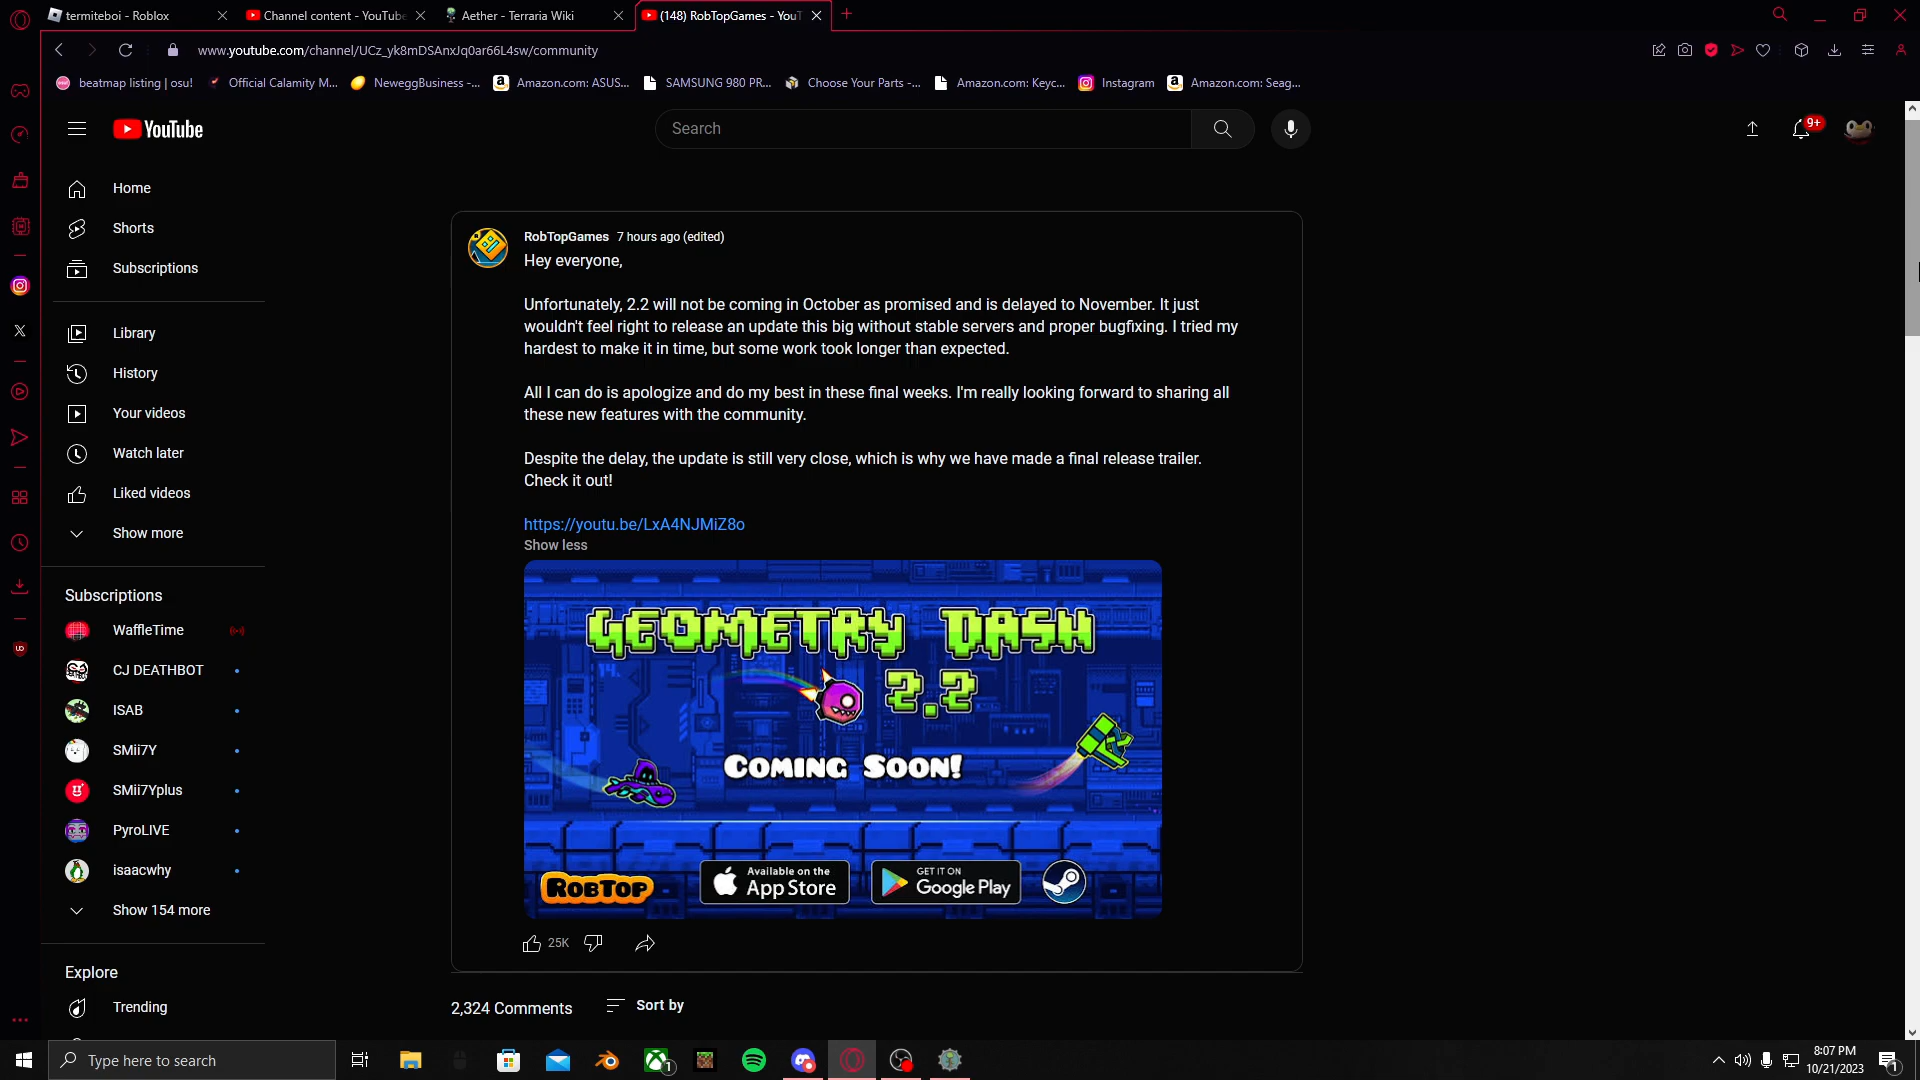 termiteboi - Roblox
Channel content - YouTube
Aether - Terraria Wiki
(148) RobTopGames - YouT
www.youtube.com/channel/UCz_yk8mDSAnxJq0ar66L4sw/community
beatmap listing | osu!
Official Calamity M...
NeweggBusiness -...
Amazon.com: ASUS...
SAMSUNG 980 PR...
Choose Your Parts -...
Amazon.com: Keyc...
Instagram
Amazon.com: Seag...
YouTube
Search
9+
Home
Shorts
Subscriptions
Library
History
Your videos
Watch later
Liked videos
Show more
Subscriptions
WaffleTime
CJ DEATHBOT
ISAB
SMii7Y
SMii7Yplus
PyroLIVE
isaacwhy
Show 154 more
Explore
Trending
RobTopGames 7 hours ago (edited)
Hey everyone,
Unfortunately, 2.2 will not be coming in October as promised and is delayed to November. It just
wouldn't feel right to release an update this big without stable servers and proper bugfixing. I tried my
hardest to make it in time, but some work took longer than expected.
All I can do is apologize and do my best in these final weeks. I'm really looking forward to sharing all
these new features with the community.
Despite the delay, the update is still very close, which is why we have made a final release trailer.
Check it out!
https://youtu.be/LxA4NJMiZ8o
Show less
GEOMETRY DASH
2.2
COMING SOON!
ROBTOP
Available on the
App Store
GET IT ON
Google Play
25K
2,324 Comments
Sort by
Type here to search
1
8:07 PM
10/21/2023
1